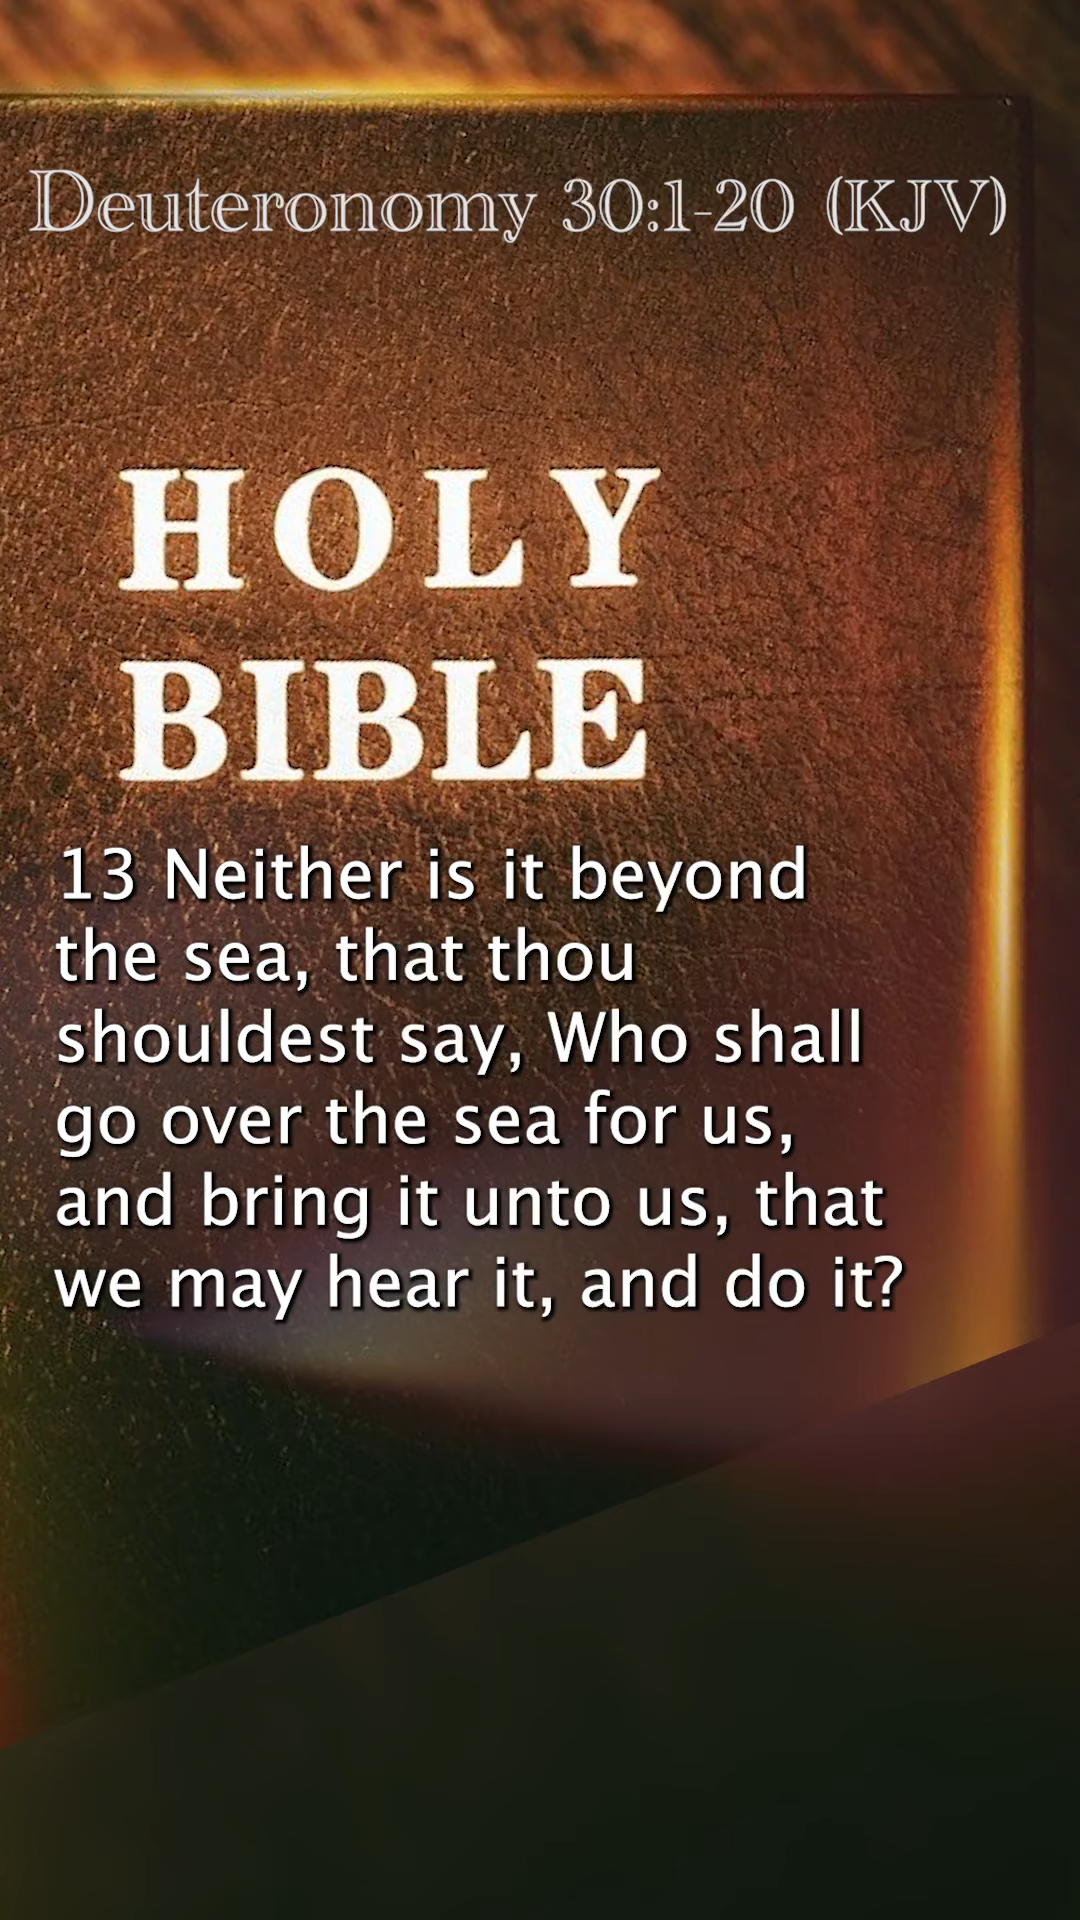 Deuteronomy 30:1-20 (KJV)
HOLY
BIBLE
13 Neither is it beyond
the sea, that thou
shouldest say, Who shall
go over the sea for us,
and bring it unto us, that
we may hear it, and do it?